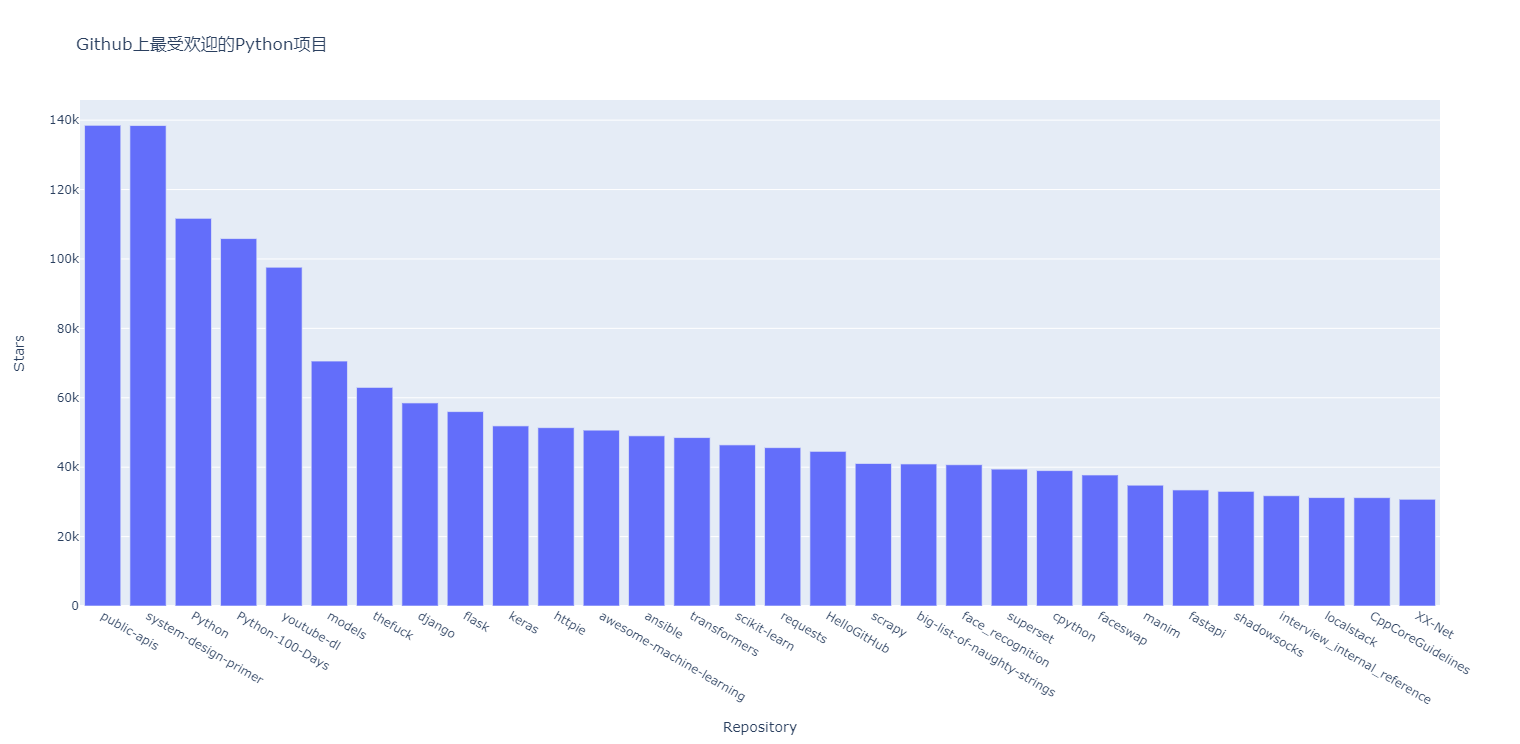 Github上最受欢迎的Python项目
140k
120k
100k
80k
60k
40k
20k
0
Stars
public-apis
system-design-primer
Python
Python-100-Days
youtube-dl
models
thefuck
django
flask
keras
httpie
awesome-machine-learning
ansible
transformers
scikit-learn
requests
HelloGitHub
scrapy
big-list-of-naughty-strings
face_recognition
superset
cpython
faceswap
manim
fastapi
shadowsocks
interview_internal_reference
localstack
CppCoreGuidelines
XX-Net
Repository